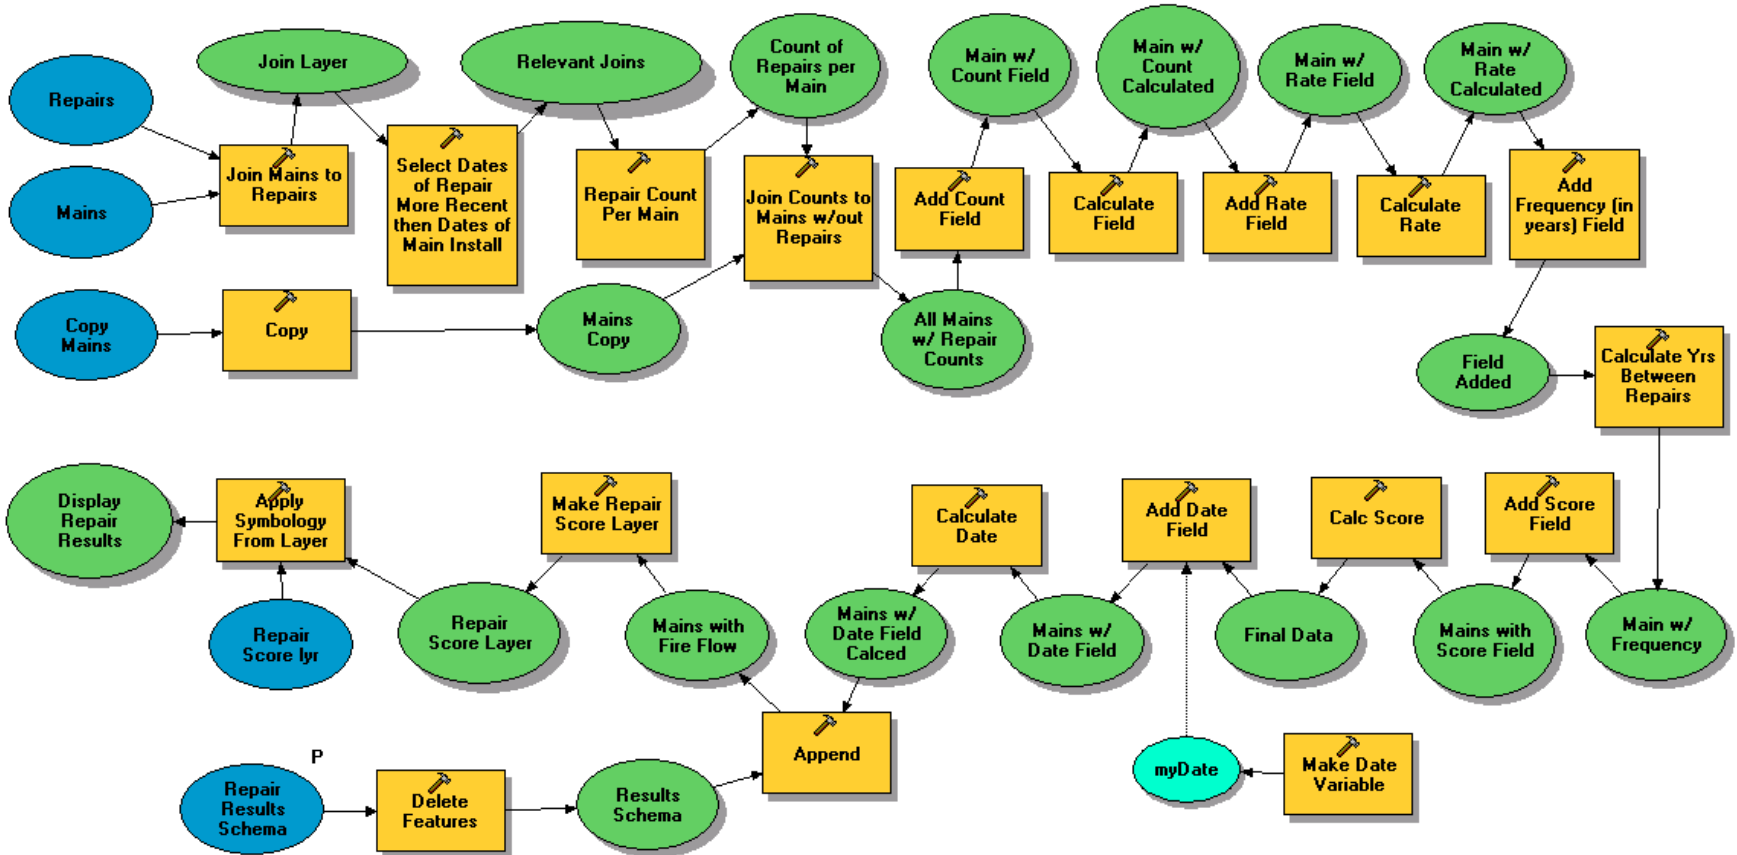 Repairs
Mains
Join Mains to
Repairs
Join Layer
Select Dates
of Repair
More Recent
then Dates of
Main Install
Relevant Joins
Repair Count
Per Main
Count of
Repairs per
Main
Join Counts to
Mains w/out
Repairs
Copy
Mains
Copy
Mains
Copy
All Mains
w/ Repair
Counts
Add Count
Field
Main w/
Count Field
Calculate
Field
Main w/
Count
Calculated
Add Rate
Field
Main w/
Rate Field
Calculate
Rate
Main w/
Rate
Calculated
Add
Frequency (in
years) Field
Field
Added
Calculate Yrs
Between
Repairs
Main w/
Frequency
Add Score
Field
Mains with
Score Field
Calc Score
Final Data
Add Date
Field
Make Date
Variable
myDate
Mains w/
Date Field
Calculate
Date
Mains w/
Date Field
Calced
Repair
Results
Schema
P
Delete
Features
Results
Schema
Append
Mains with
Fire Flow
Make Repair
Score Layer
Repair
Score Layer
Repair
Score lyr
Apply
Symbology
From Layer
Display
Repair
Results